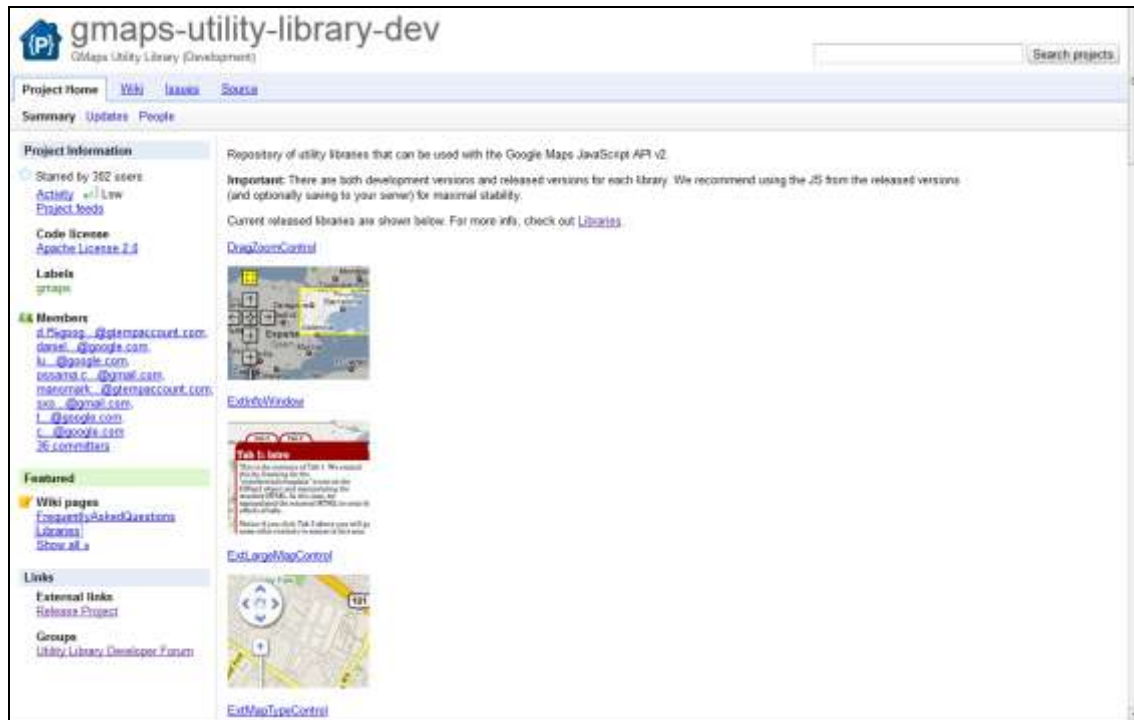 gmaps-utility-library-dev
GMaps Utility Library (Development)
Search projects
Project Home Wiki Issues Source
Summary Updates People
Project Information
Starred by 302 users
Activity Low
Project feeds
Code license
Apache License 2.0
Labels
gmaps
Members
@gtempaccount.com,
daniel...@google.com,
lu...@google.com,
ossama.c...@gmail.com,
manomark...@gtempaccount.com,
sxo...@gmail.com,
t...@google.com
c...@google.com
36 committers
Featured
Wiki pages
FrequentlyAskedQuestions
Libraries
Show all »
Links
External links
Release Project
Groups
Utility Library Developer Forum
Repository of utility libraries that can be used with the Google Maps JavaScript API v2.
Important: There are both development versions and released versions for each library. We recommend using the JS from the released versions
(and optionally saving to your server) for maximal stability.
Current released libraries are shown below. For more info, check out Libraries.
DragZoomControl
España
ExtInfoWindow
Tab 1: Intro
ExtLargeMapControl
101
ExtMapTypeControl